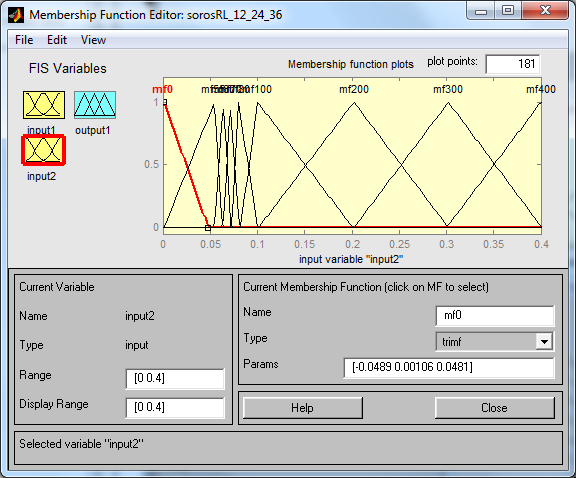 Membership Function Editor: sorosRL_12_24_36
File Edit View
FIS Variables
Membership function plots plot points: 181
input1 output1
input2
mf0 mf100 mf200 mf300 mf400
1
0.5
0
0 0.05 0.1 0.15 0.2 0.25 0.3 0.35 0.4
input variable "input2"
Current Variable
Name input2
Type input
Range [0 0.4]
Display Range [0 0.4]
Current Membership Function (click on MF to select)
Name mf0
Type trimf
Params [-0.0489 0.00106 0.0481]
Help Close
Selected variable "input2"